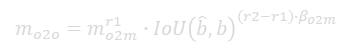 m_{o2o} = m_{o2m}^{r1} · IoU(b̂, b)^{(r2−r1)·β_{o2m}}